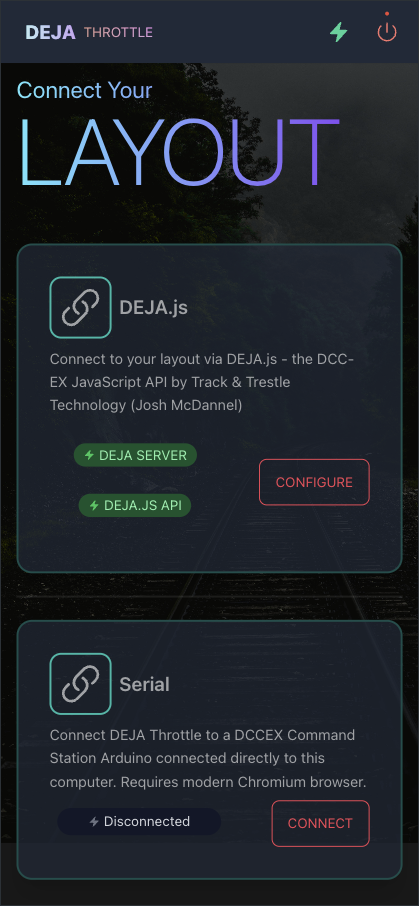 DEJA THROTTLE
Connect Your
LAYOUT
DEJA.js
Connect to your layout via DEJA.js - the DCC-
EX JavaScript API by Track & Trestle
Technology (Josh McDannel)
DEJA SERVER
CONFIGURE
DEJA.JS API
Serial
Connect DEJA Throttle to a DCCEX Command
Station Arduino connected directly to this
computer. Requires modern Chromium browser.
Disconnected
CONNECT